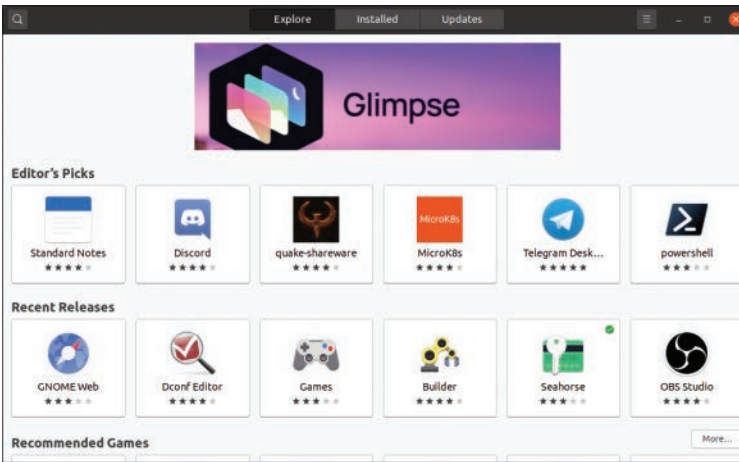 Explore Installed Updates
Glimpse
Editor's Picks
MicroK8s
Standard Notes Discord quake-shareware MicroK8s Telegram Desk... powershell
Recent Releases
GNOME Web Dconf Editor Games Builder Seahorse OBS Studio
Recommended Games More...